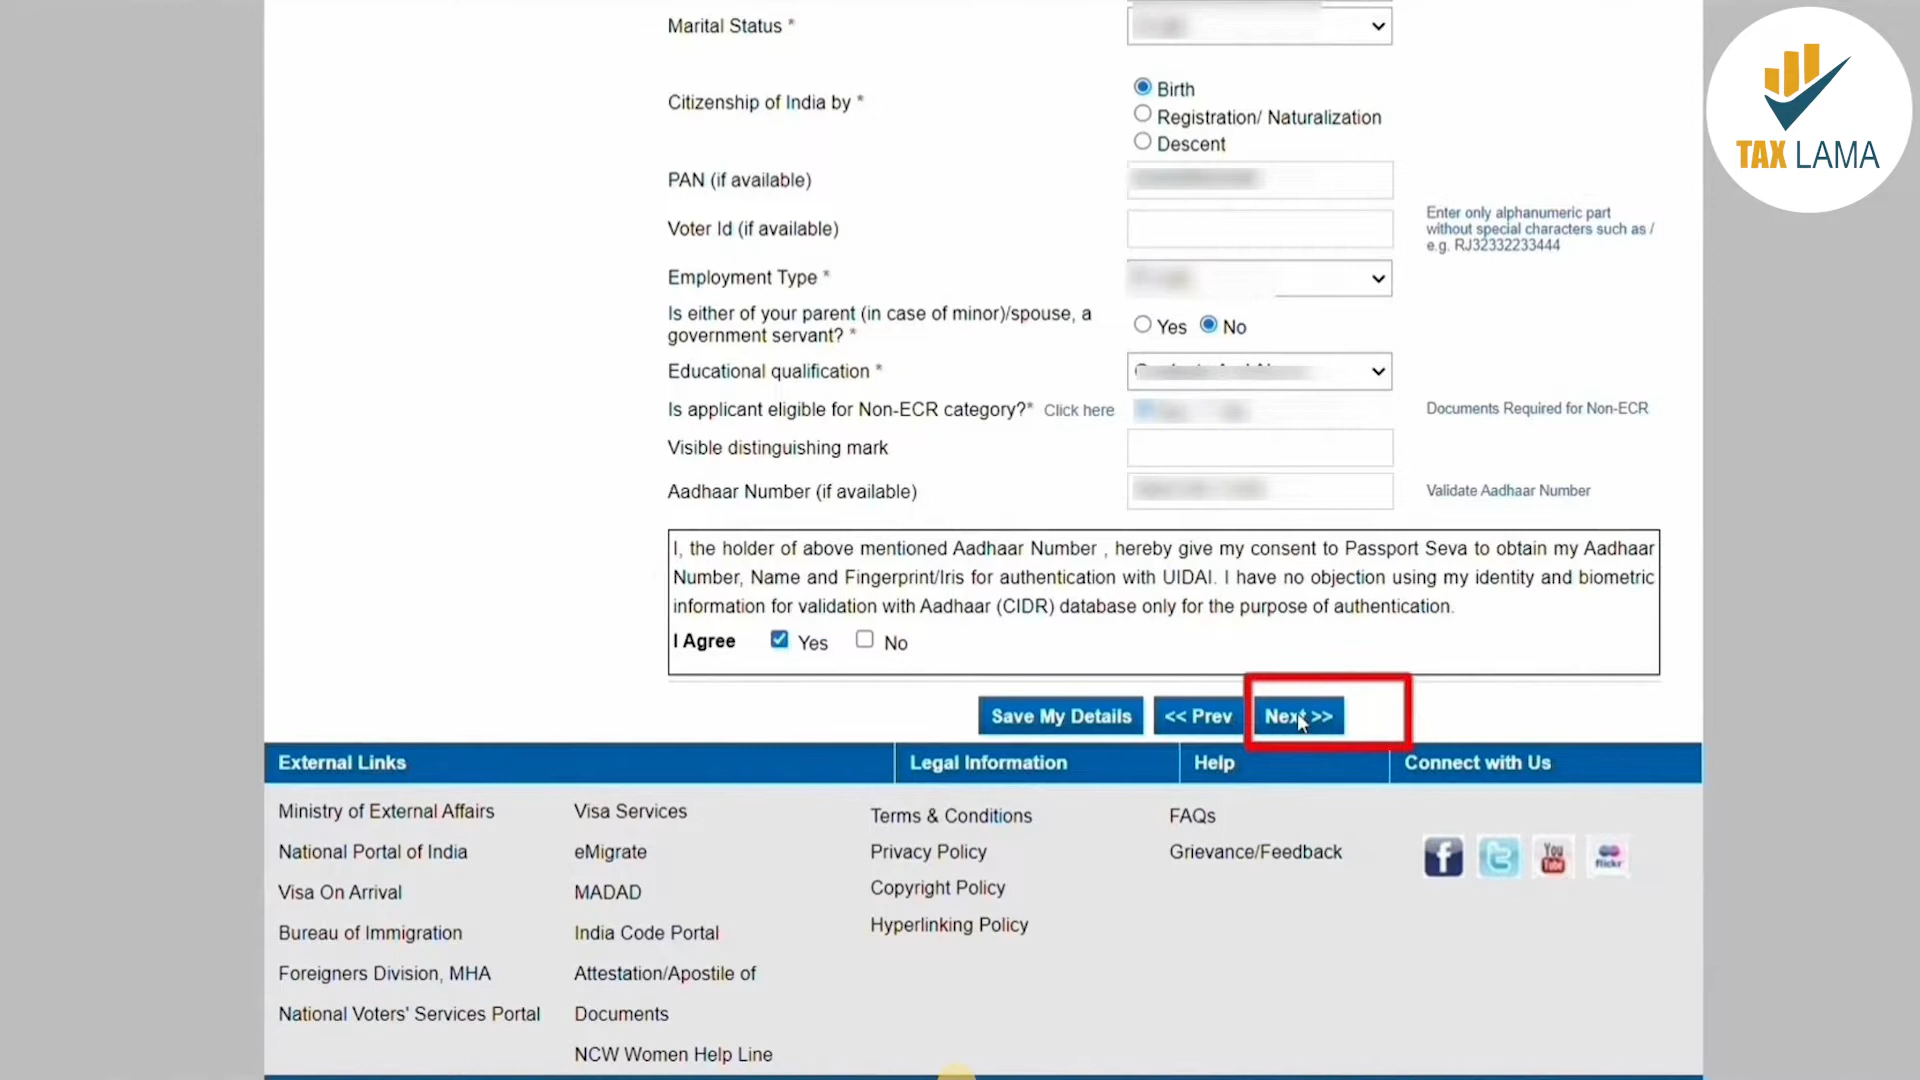 Marital Status *
Citizenship of India by *
Birth
Registration/ Naturalization
Descent
PAN (if available)
Voter Id (if available)
Enter only alphanumeric part
without special characters such as /
e.g. RJ32332233444
Employment Type *
Is either of your parent (in case of minor)/spouse, a
government servant? *
Yes No
Educational qualification *
Is applicant eligible for Non-ECR category?* Click here
Documents Required for Non-ECR
Visible distinguishing mark
Aadhaar Number (if available)
Validate Aadhaar Number
I, the holder of above mentioned Aadhaar Number , hereby give my consent to Passport Seva to obtain my Aadhaar
Number, Name and Fingerprint/Iris for authentication with UIDAI. I have no objection using my identity and biometric
information for validation with Aadhaar (CIDR) database only for the purpose of authentication.
I Agree Yes No
Save My Details << Prev Next >>
External Links
Legal Information
Help
Connect with Us
Ministry of External Affairs
National Portal of India
Visa On Arrival
Bureau of Immigration
Foreigners Division, MHA
National Voters' Services Portal
Visa Services
eMigrate
MADAD
India Code Portal
Attestation/Apostile of
Documents
NCW Women Help Line
Terms & Conditions
Privacy Policy
Copyright Policy
Hyperlinking Policy
FAQs
Grievance/Feedback
f
t
You
Tube
flickr
TAX LAMA